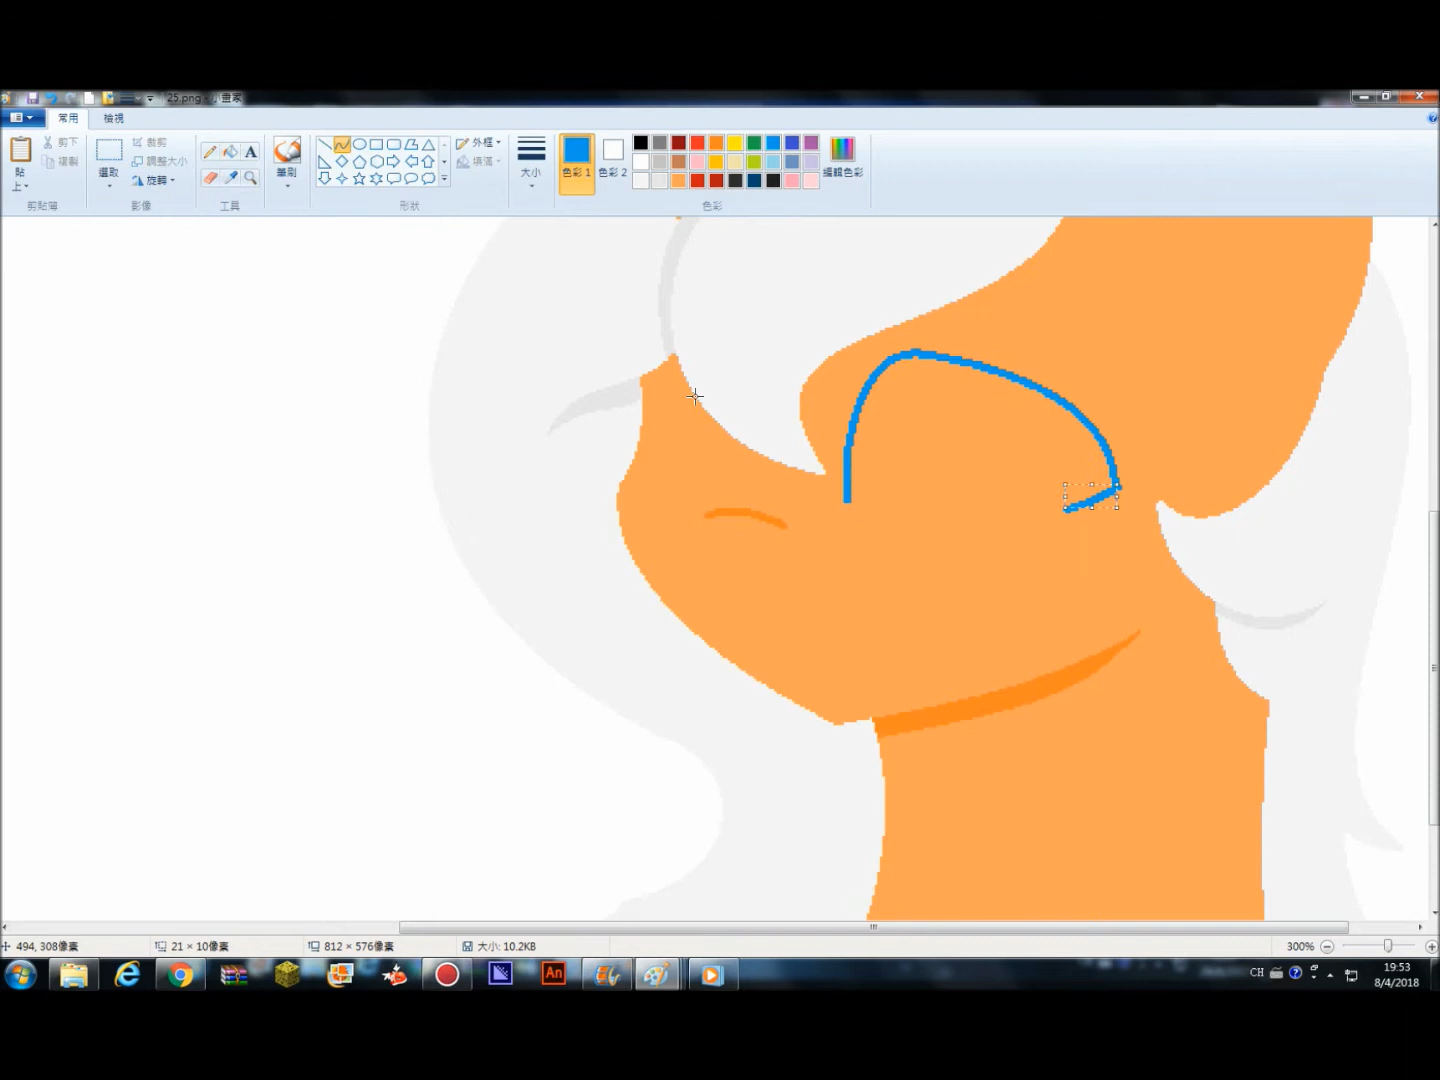 25.png - 小畫家
常用 檢視
貼上
剪下
複製
剪貼簿
選取
裁剪
調整大小
旋轉
影像
A
工具
筆刷
外框
填滿
形狀
大小
色彩 1
色彩 2
編輯色彩
色彩
494, 308像素 21 × 10像素 812 × 576像素 大小: 10.2KB 300%
An CH 19:53
8/4/2018